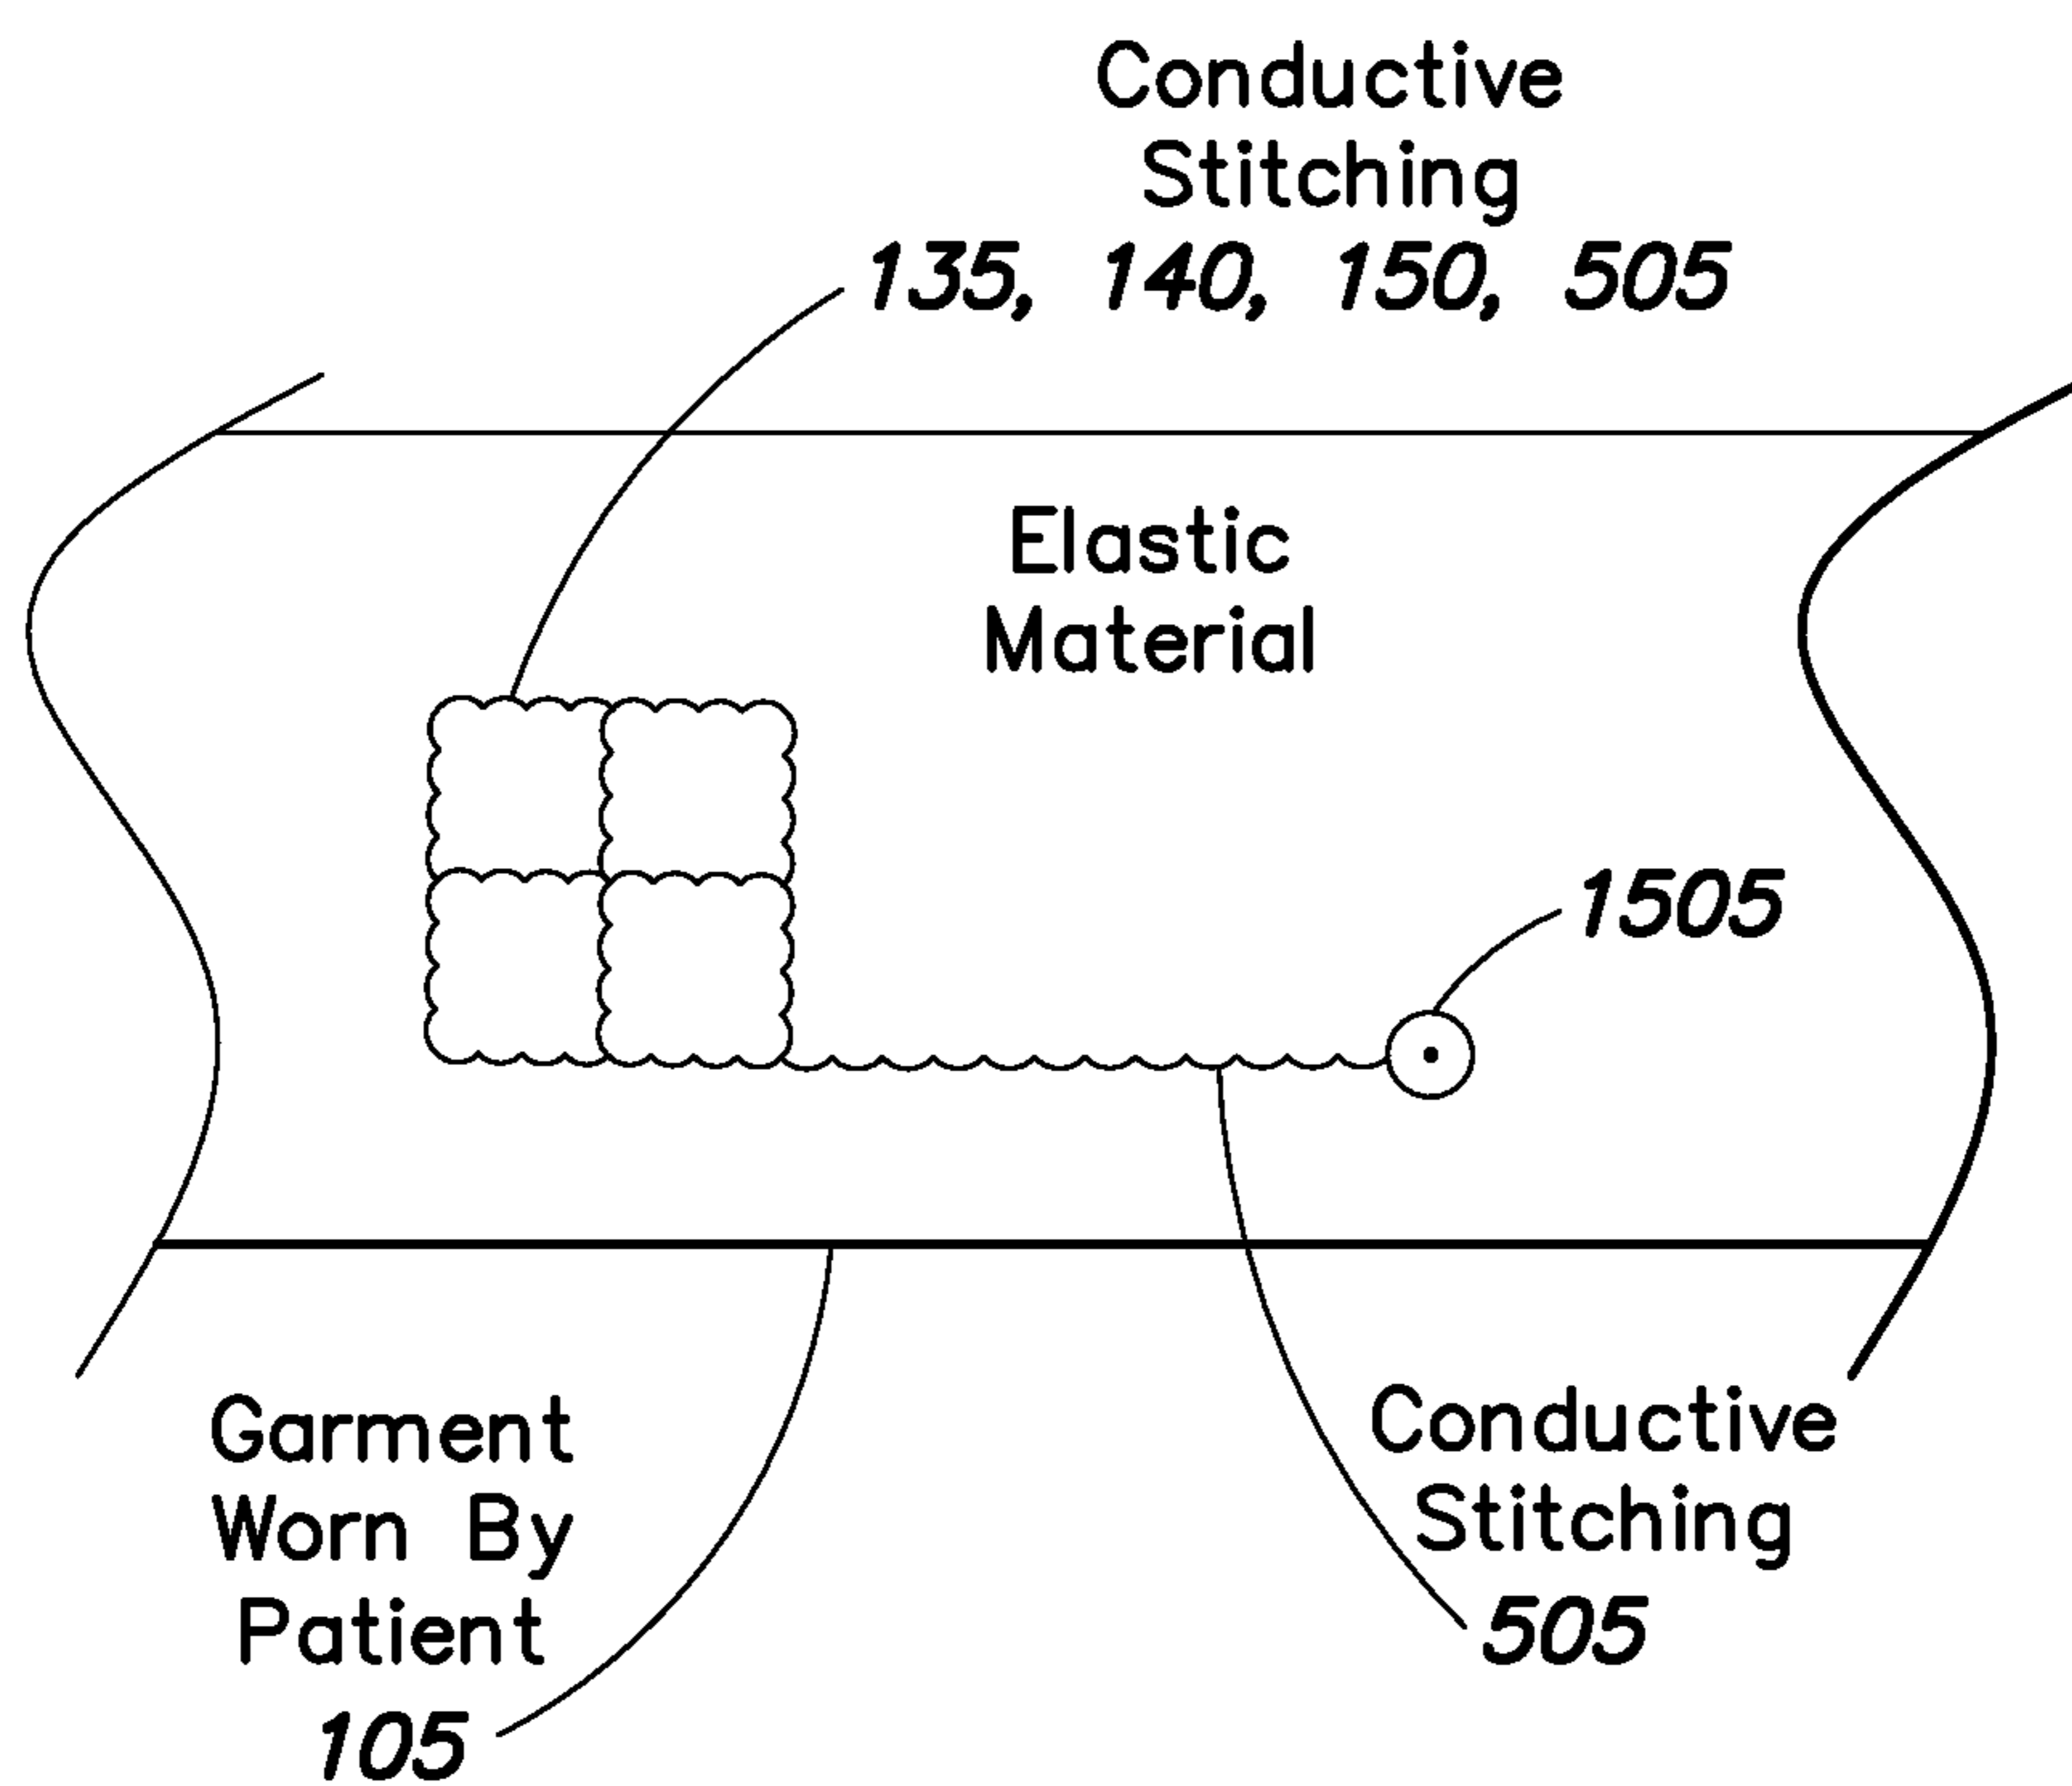 Conductive
Stitching
135, 140, 150, 505
Elastic
Material
1505
Garment
Worn By
Patient
105
Conductive
Stitching
505